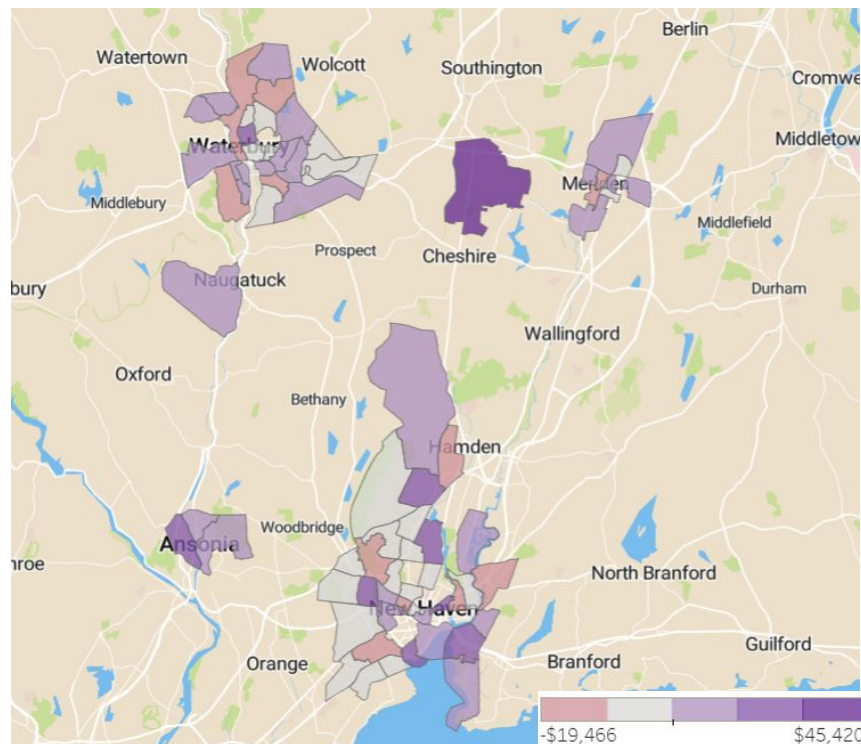 Berlin
Watertown
Wolcott
Southington
Cromwe
Waterbury
Middletow
Meriden
Middlebury
Middlefield
Prospect
Cheshire
Naugatuck
bury
Durham
Wallingford
Oxford
Bethany
Hamden
Woodbridge
Ansonia
nroe
North Branford
New Haven
Guilford
Orange
Branford
-$19,466
$45,420